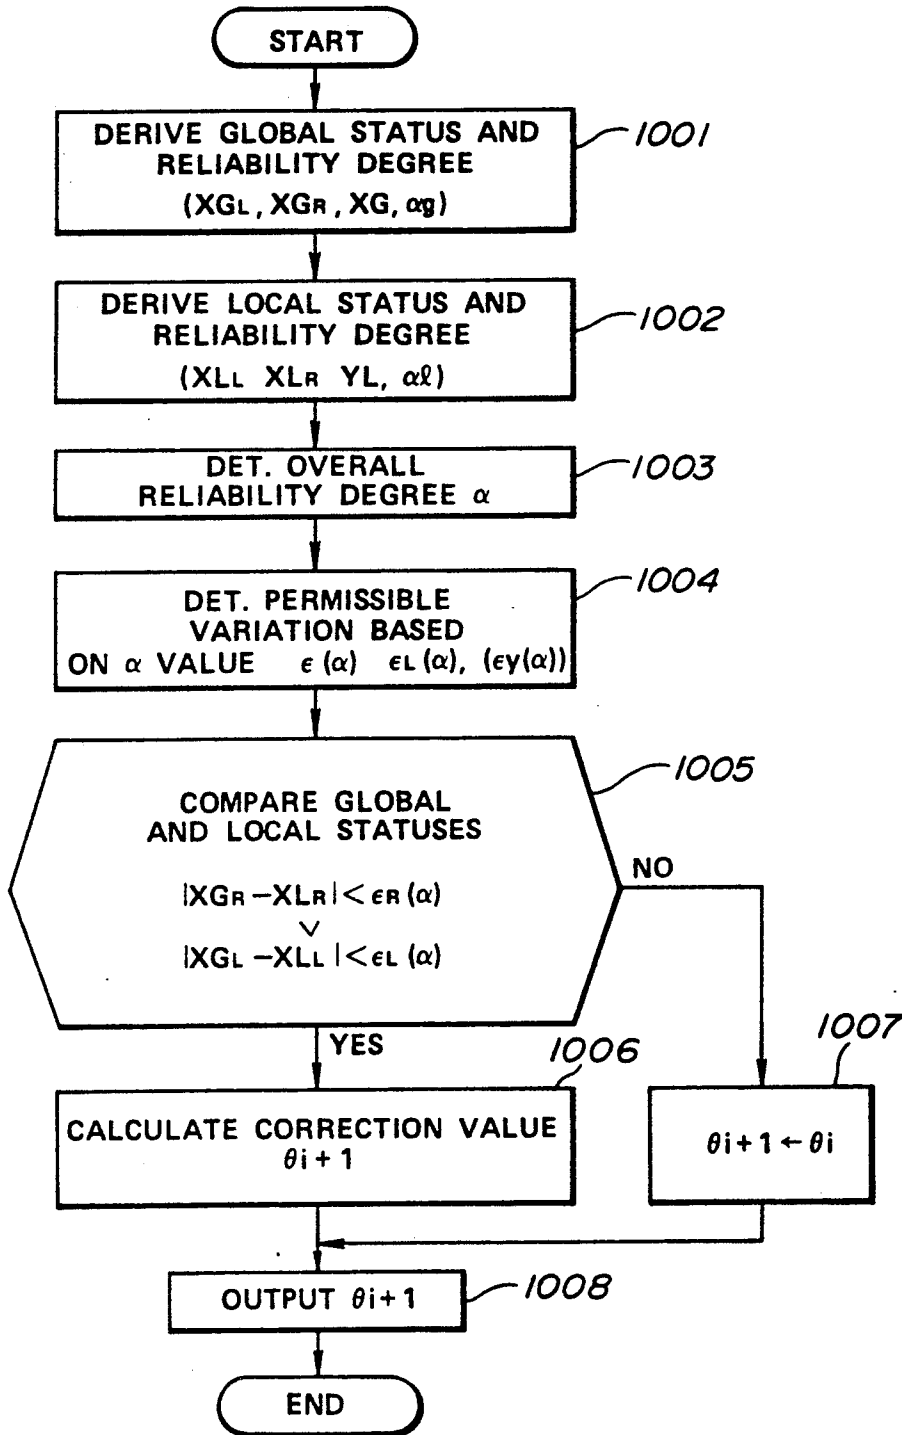 START
DERIVE GLOBAL STATUS AND
RELIABILITY DEGREE
(XGL, XGR, XG, αg)
1001
DERIVE LOCAL STATUS AND
RELIABILITY DEGREE
(XLL XLR YL, αℓ)
1002
DET. OVERALL
RELIABILITY DEGREE α
1003
DET. PERMISSIBLE
VARIATION BASED
ON α VALUE ϵ(α) ϵL(α), (ϵy(α))
1004
COMPARE GLOBAL
AND LOCAL STATUSES
|XGR−XLR|<ϵR(α)
∨
|XGL−XLL|<ϵL(α)
1005
NO
YES
CALCULATE CORRECTION VALUE
θi+1
1006
θi+1←θi
1007
OUTPUT θi+1
1008
END